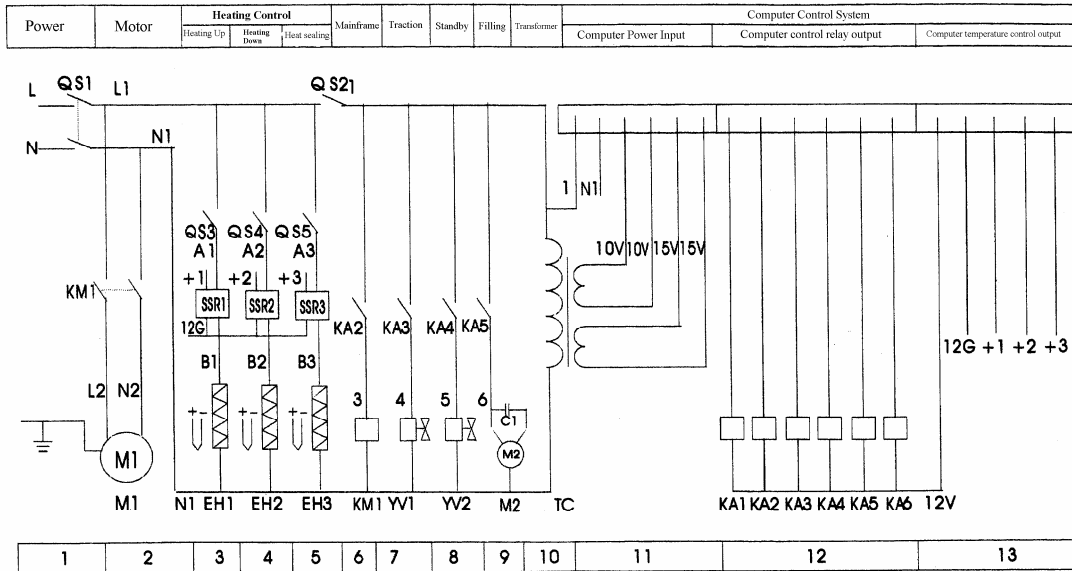 Power Motor Heating Control Mainframe Traction Standby Filling Transformer Computer Control System
Heating Up Heating Down Heat sealing Computer Power Input Computer control relay output Computer temperature control output
L QS1 L1 QS21
N N1
1 N1
QS3 QS4 QS5
A1 A2 A3
10V 10V 15V 15V
+1 +2 +3
KM1 SSR1 SSR2 SSR3
12G KA2 KA3 KA4 KA5
12G +1 +2 +3
B1 B2 B3
L2 N2
3 4 5 6
+- +- +- C1
M1 M2
M1 N1 EH1 EH2 EH3 KM1 YV1 YV2 M2 TC KA1 KA2 KA3 KA4 KA5 KA6 12V
1 2 3 4 5 6 7 8 9 10 11 12 13